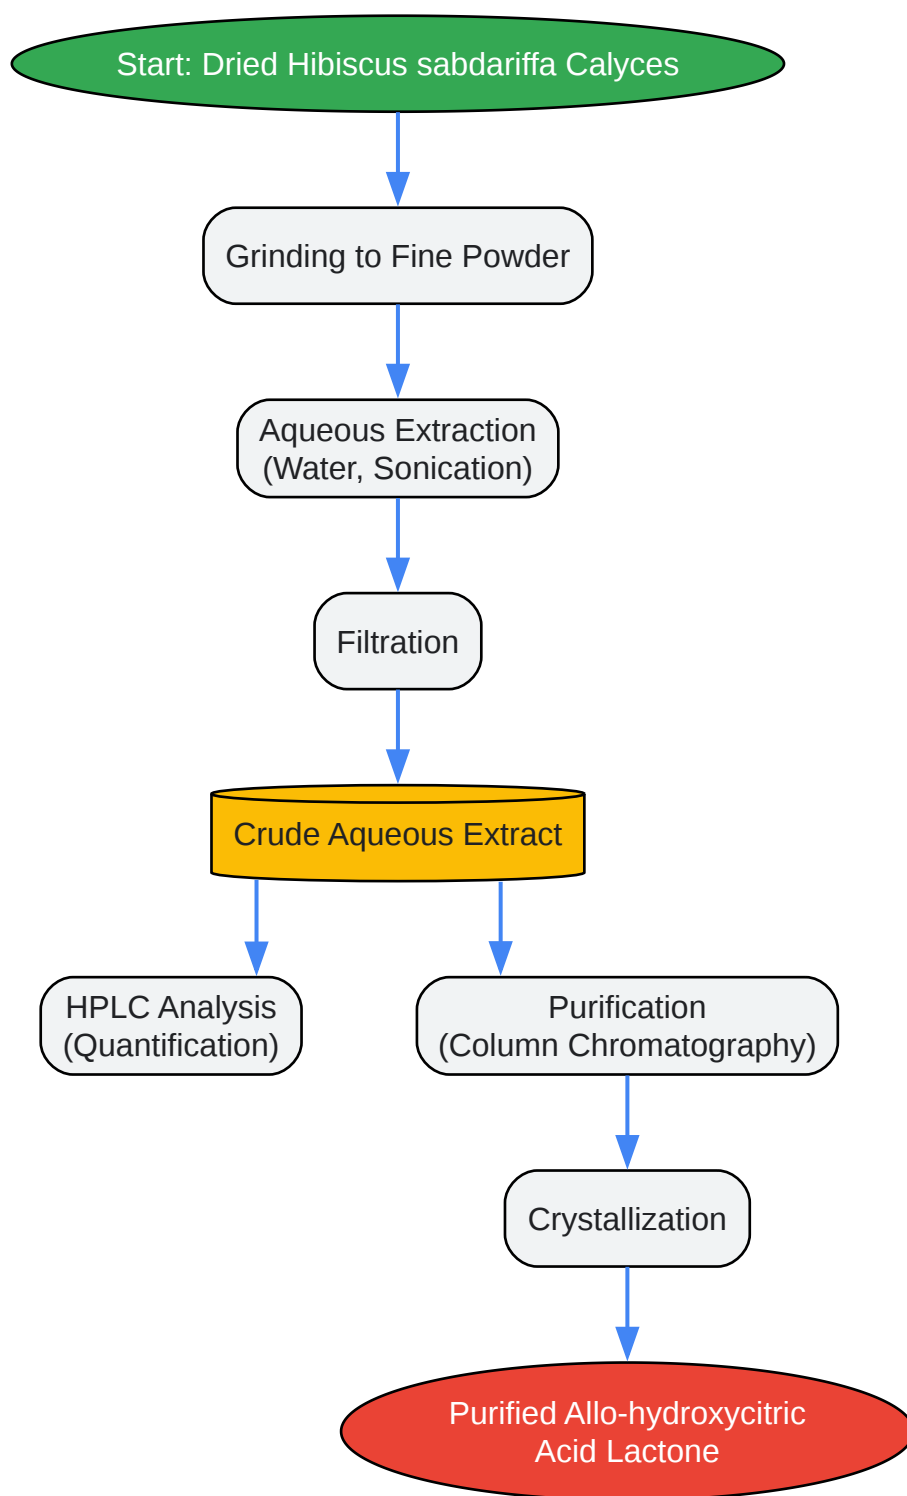 Start: Dried Hibiscus sabdariffa Calyces
Grinding to Fine Powder
Aqueous Extraction
(Water, Sonication)
Filtration
Crude Aqueous Extract
HPLC Analysis
(Quantification)
Purification
(Column Chromatography)
Crystallization
Purified Allo-hydroxycitric
Acid Lactone